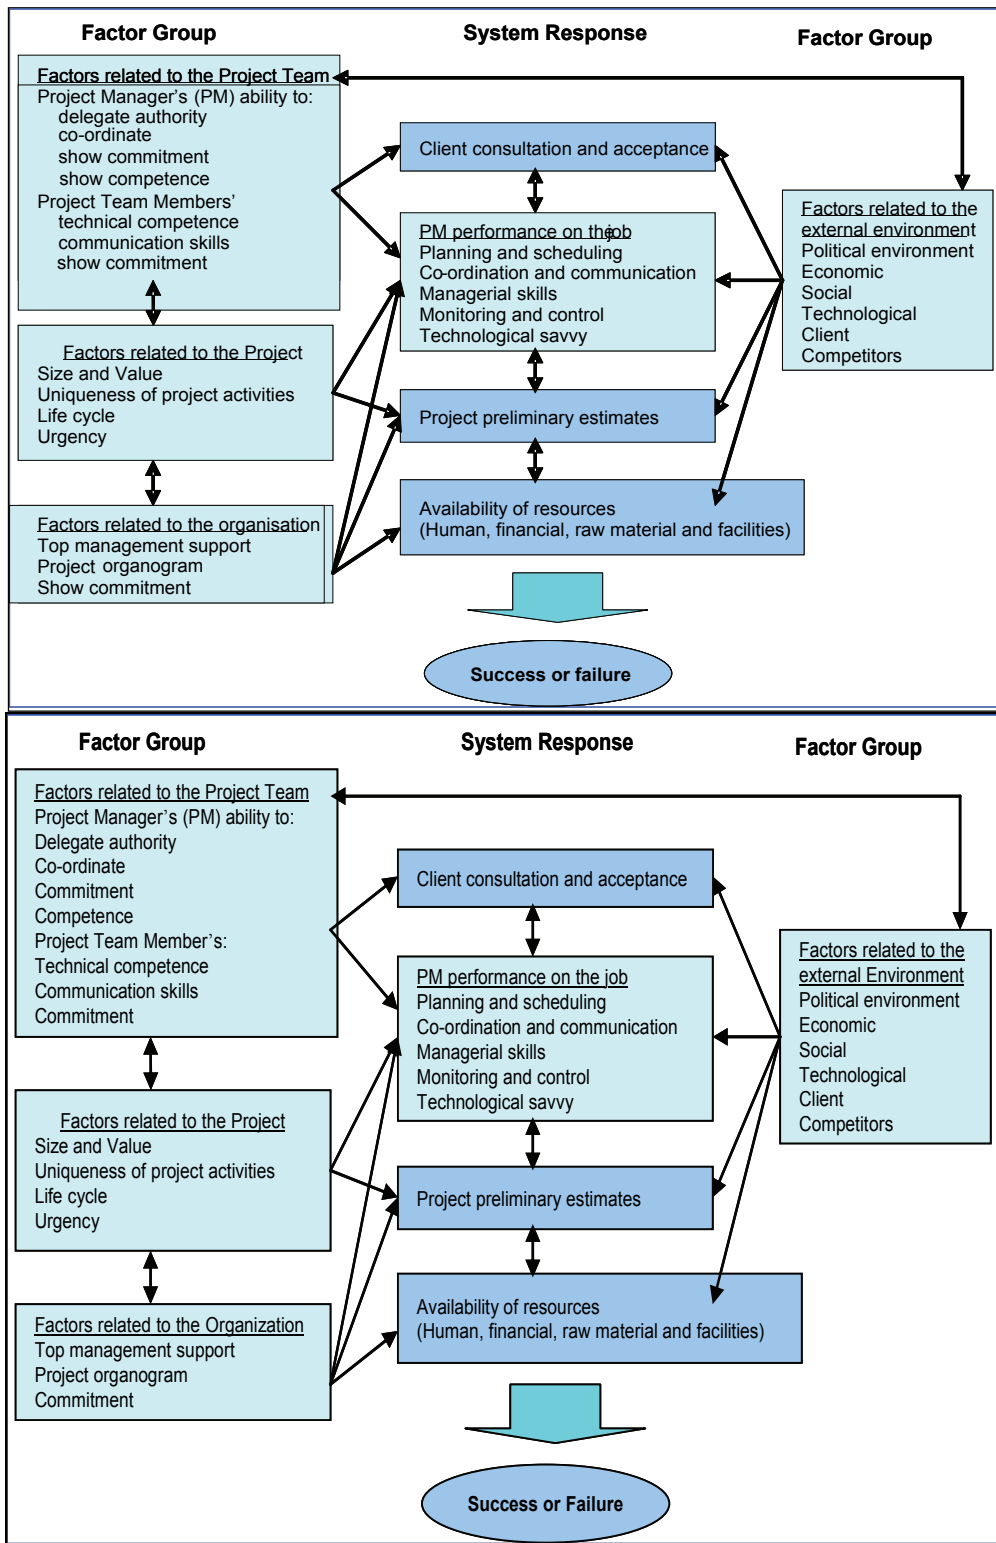 Factor Group
System Response
Factor Group
Factors related to the Project Team
Project Manager's (PM) ability to:
delegate authority
co-ordinate
show commitment
show competence
Project Team Members'
technical competence
communication skills
show commitment
Factors related to the Project
Size and Value
Uniqueness of project activities
Life cycle
Urgency
Factors related to the organisation
Top management support
Project organogram
Show commitment
Client consultation and acceptance
PM performance on the job
Planning and scheduling
Co-ordination and communication
Managerial skills
Monitoring and control
Technological savvy
Project preliminary estimates
Availability of resources
(Human, financial, raw material and facilities)
Factors related to the
external environment
Political environment
Economic
Social
Technological
Client
Competitors
Success or failure
Factor Group
System Response
Factor Group
Factors related to the Project Team
Project Manager's (PM) ability to:
Delegate authority
Co-ordinate
Commitment
Competence
Project Team Member's:
Technical competence
Communication skills
Commitment
Factors related to the Project
Size and Value
Uniqueness of project activities
Life cycle
Urgency
Factors related to the Organization
Top management support
Project organogram
Commitment
Client consultation and acceptance
PM performance on the job
Planning and scheduling
Co-ordination and communication
Managerial skills
Monitoring and control
Technological savvy
Project preliminary estimates
Availability of resources
(Human, financial, raw material and facilities)
Factors related to the
external Environment
Political environment
Economic
Social
Technological
Client
Competitors
Success or Failure